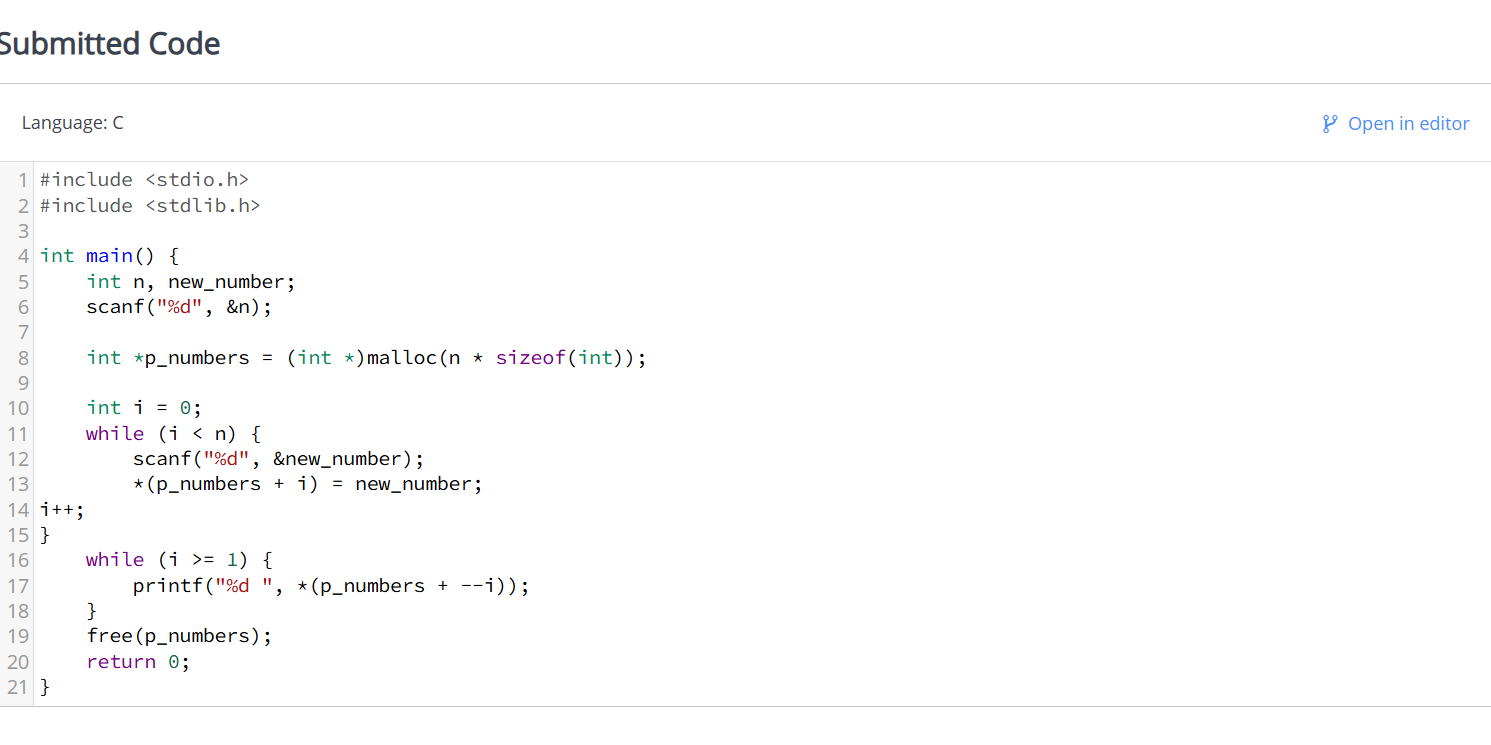 Submitted Code
Language: C
Open in editor
1 #include <stdio.h>
2 #include <stdlib.h>
3
4 int main() {
5     int n, new_number;
6     scanf("%d", &n);
7
8     int *p_numbers = (int *)malloc(n * sizeof(int));
9
10     int i = 0;
11     while (i < n) {
12         scanf("%d", &new_number);
13         *(p_numbers + i) = new_number;
14 i++;
15 }
16     while (i >= 1) {
17         printf("%d ", *(p_numbers + --i));
18     }
19     free(p_numbers);
20     return 0;
21 }